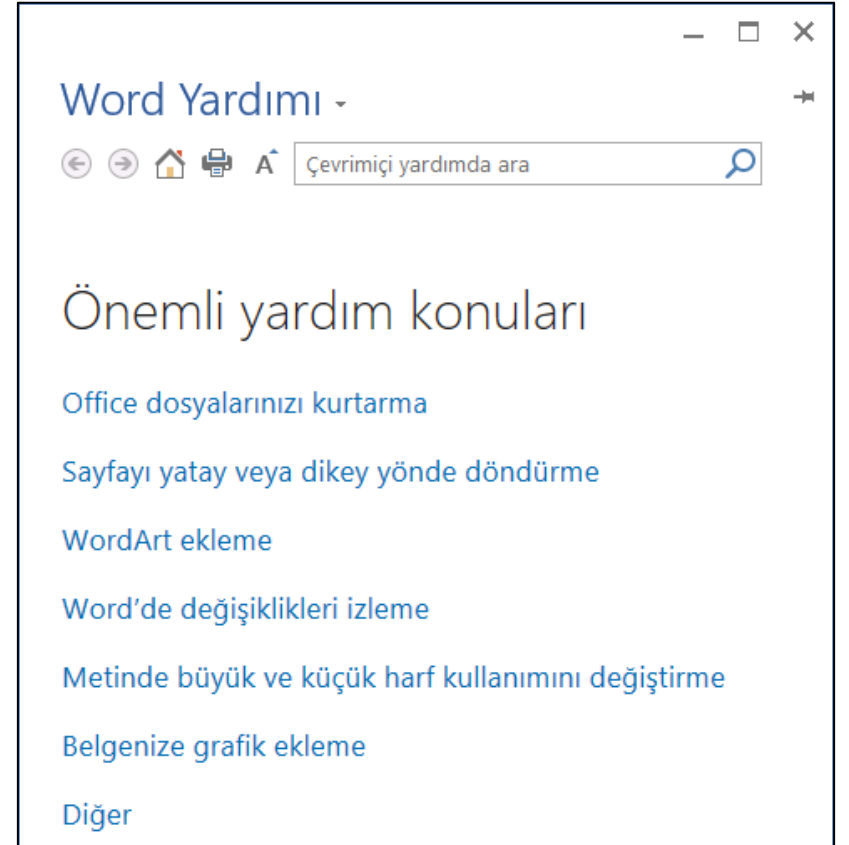 Word Yardımı
Çevrimiçi yardımda ara
Önemli yardım konuları
Office dosyalarınızı kurtarma
Sayfayı yatay veya dikey yönde döndürme
WordArt ekleme
Word’de değişiklikleri izleme
Metinde büyük ve küçük harf kullanımını değiştirme
Belgenize grafik ekleme
Diğer